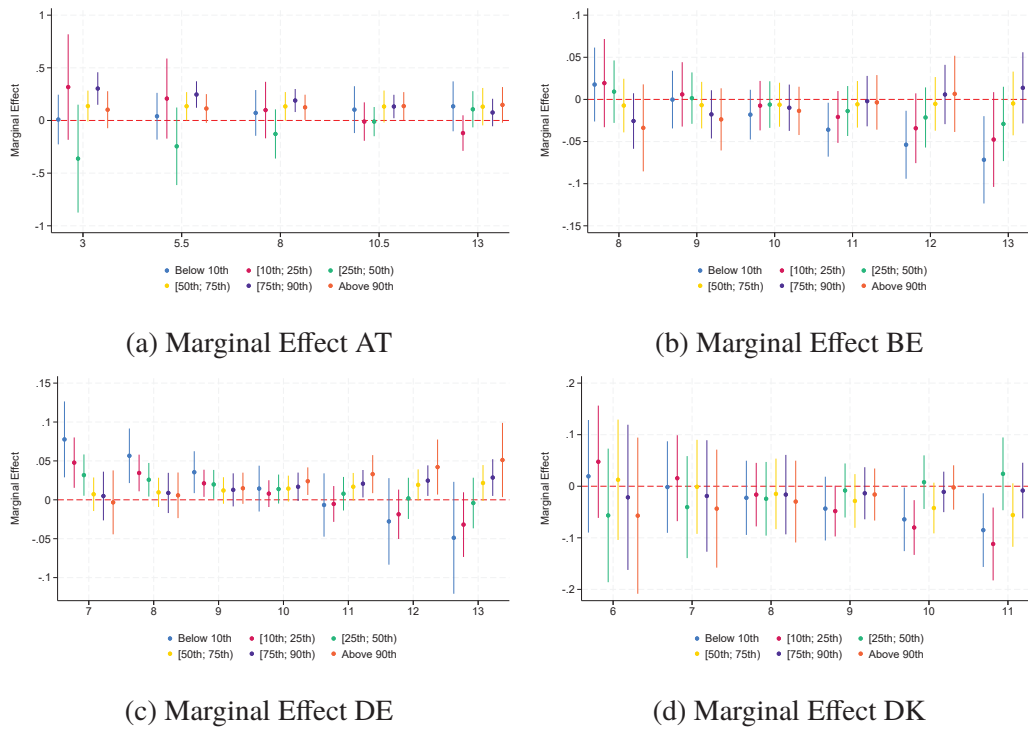 1
.5
0
-.5
-1
Marginal Effect
3 5.5 8 10.5 13
Below 10th [10th; 25th) [25th; 50th)
[50th; 75th) [75th; 90th) Above 90th
(a) Marginal Effect AT
.1
.05
0
-.05
-.1
-.15
Marginal Effect
8 9 10 11 12 13
Below 10th [10th; 25th) [25th; 50th)
[50th; 75th) [75th; 90th) Above 90th
(b) Marginal Effect BE
.15
.1
.05
0
-.05
-.1
Marginal Effect
7 8 9 10 11 12 13
Below 10th [10th; 25th) [25th; 50th)
[50th; 75th) [75th; 90th) Above 90th
(c) Marginal Effect DE
.2
.1
0
-.1
-.2
Marginal Effect
6 7 8 9 10 11
Below 10th [10th; 25th) [25th; 50th)
[50th; 75th) [75th; 90th) Above 90th
(d) Marginal Effect DK